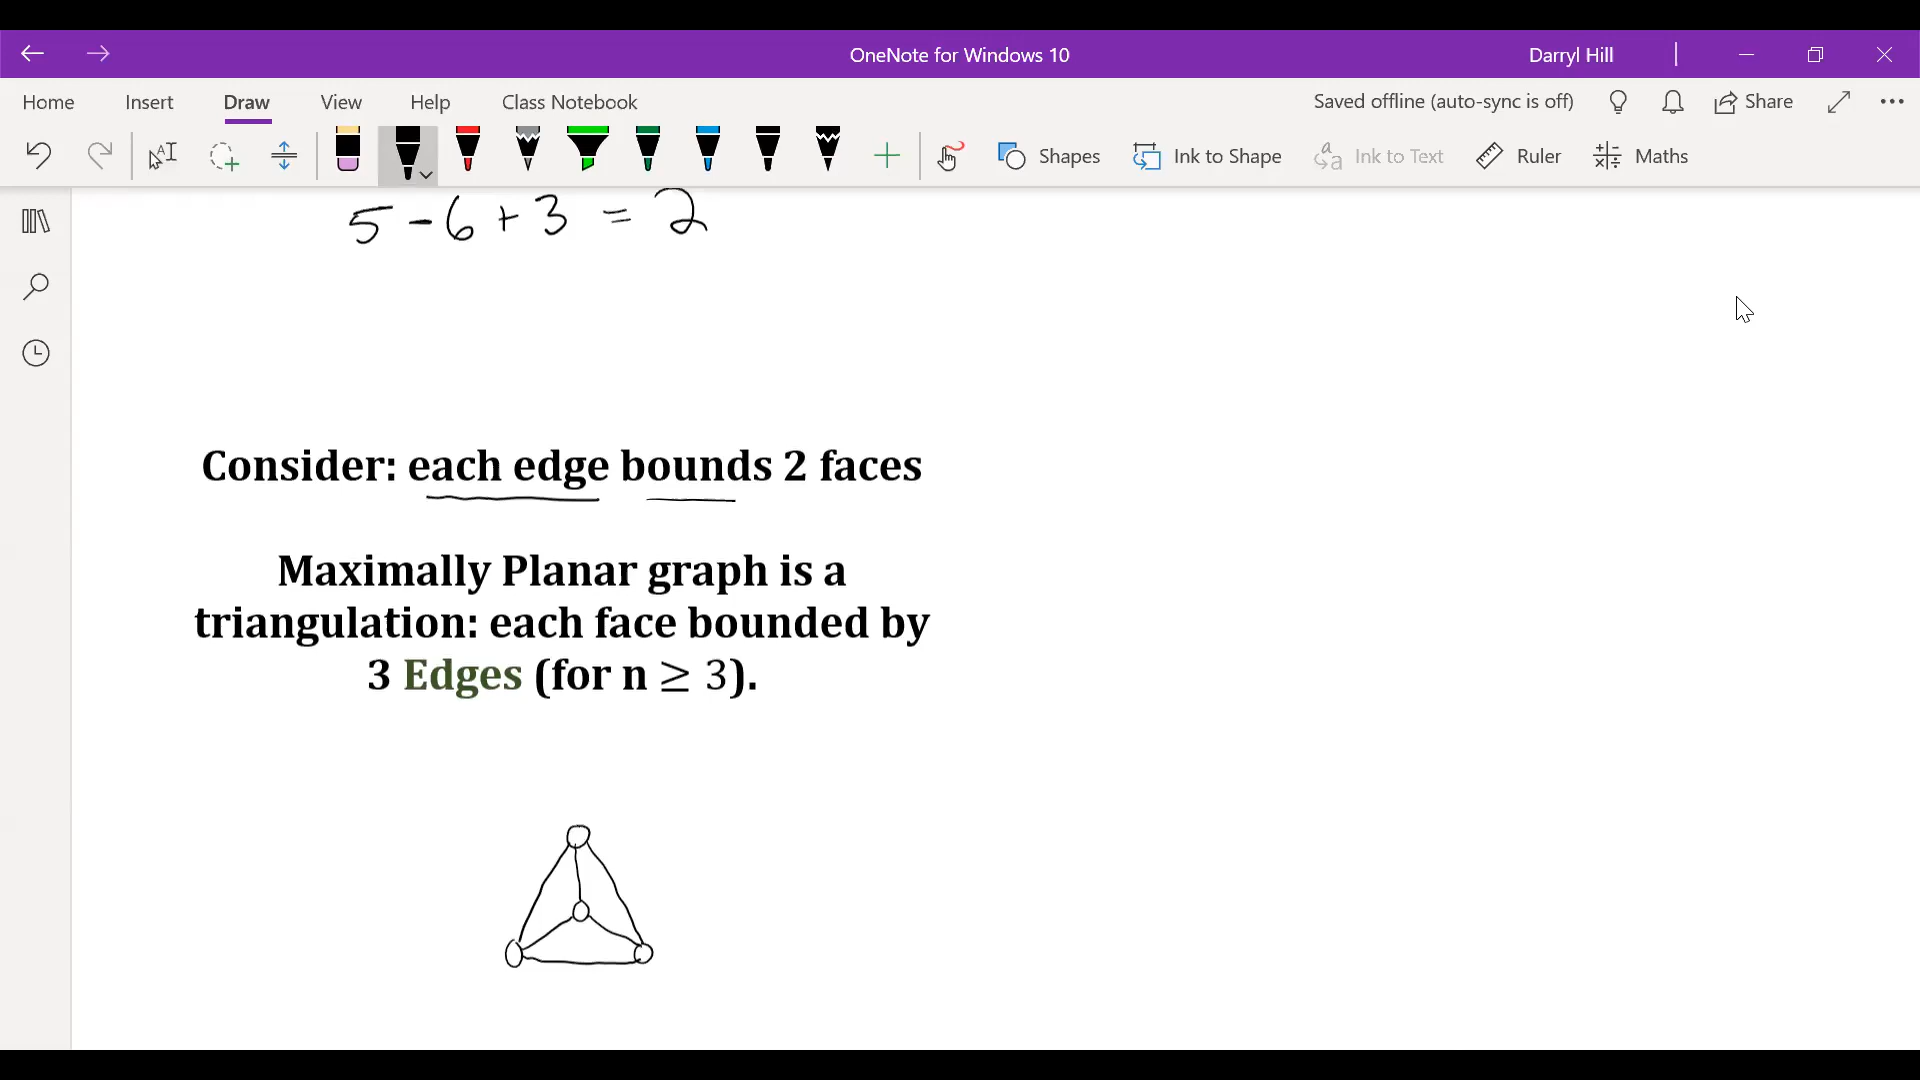 OneNote for Windows 10
Darryl Hill
Home Insert Draw View Help Class Notebook
Saved offline (auto-sync is off) Share
Shapes Ink to Shape Ink to Text Ruler Maths
5 - 6 + 3 = 2
Consider: each edge bounds 2 faces
Maximally Planar graph is a
triangulation: each face bounded by
3 Edges (for n ≥ 3).